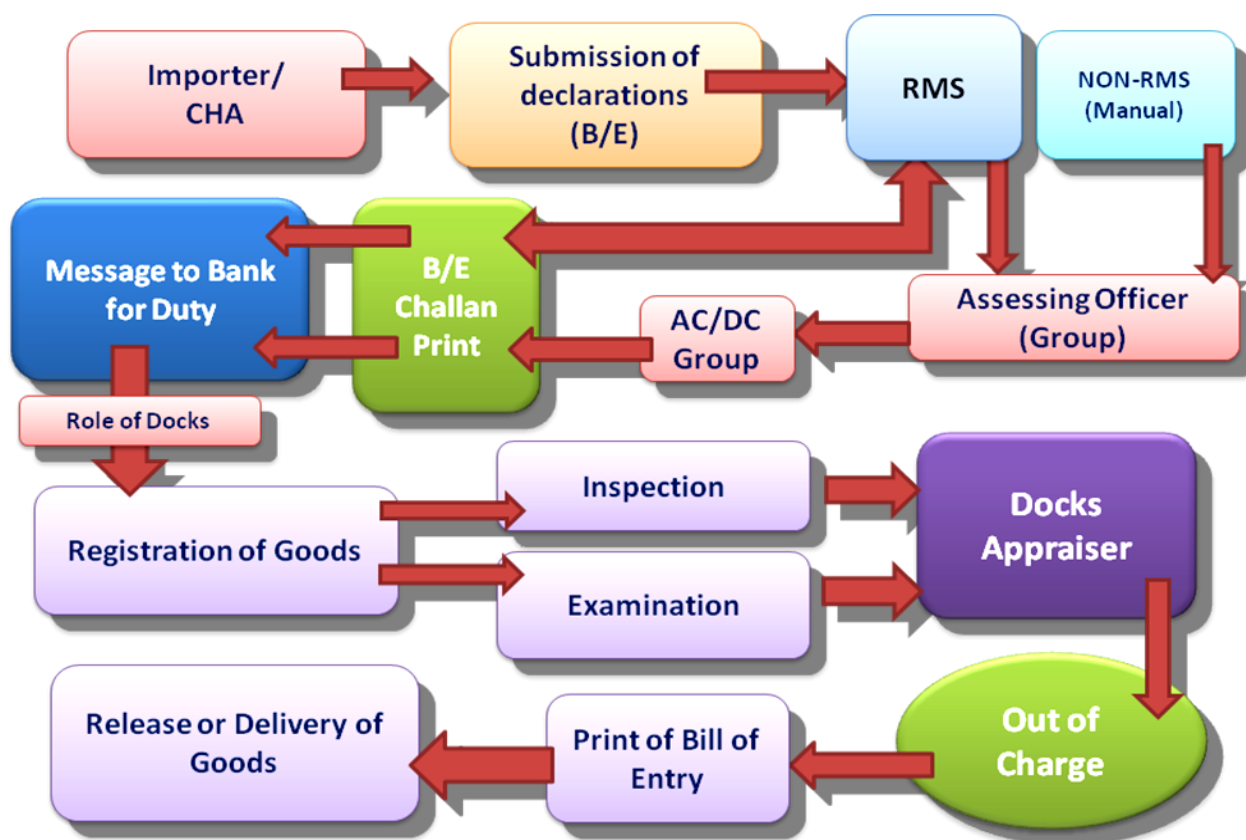 Importer/
CHA
Submission of
declarations
(B/E)
RMS
NON-RMS
(Manual)
Message to Bank
for Duty
B/E
Challan
Print
AC/DC
Group
Assessing Officer
(Group)
Role of Docks
Registration of Goods
Inspection
Examination
Docks
Appraiser
Release or Delivery of
Goods
Print of Bill of
Entry
Out of
Charge